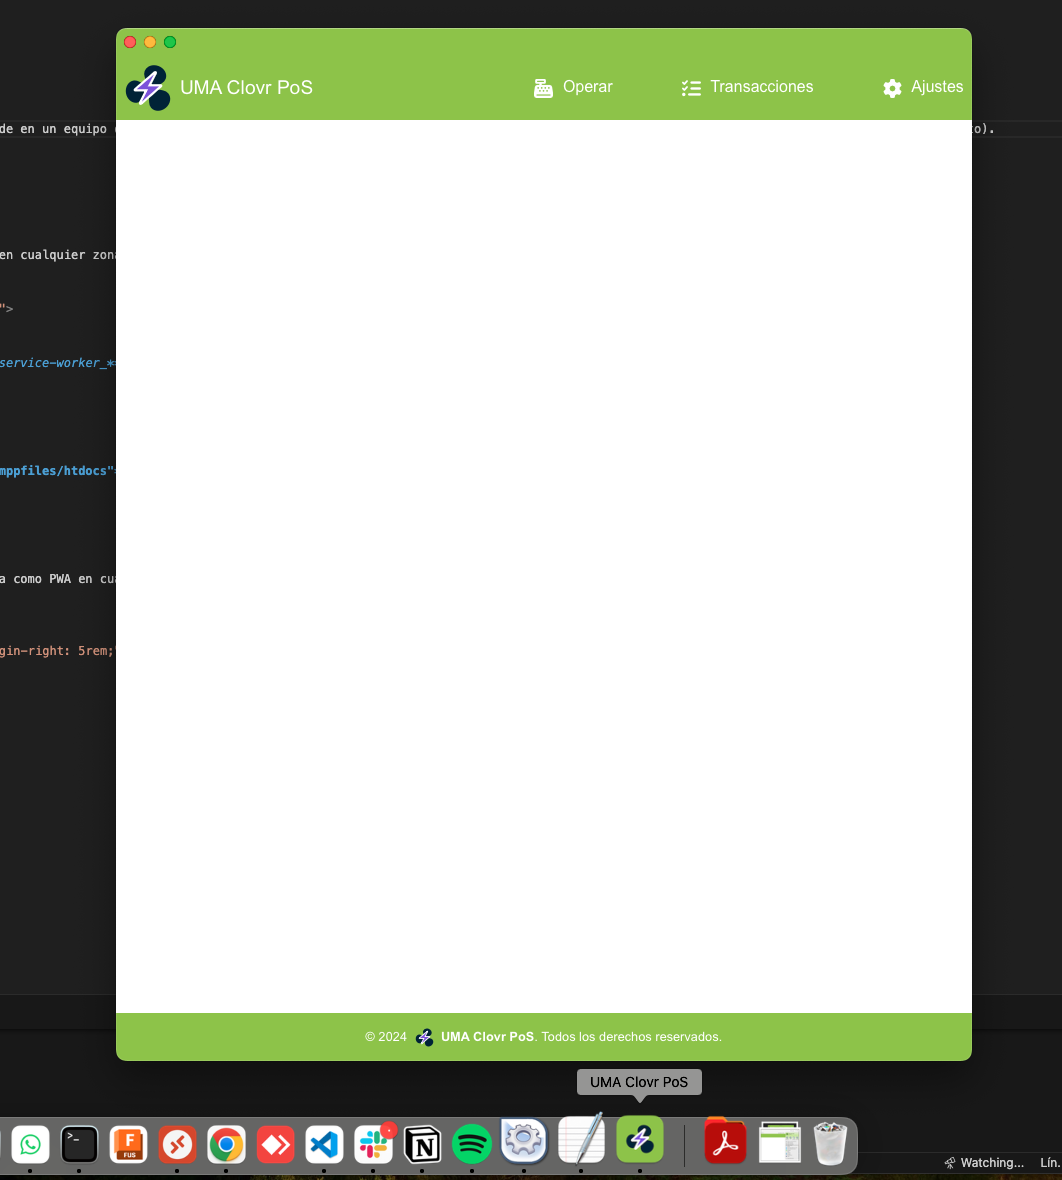 UMA Clovr PoS
Operar
Transacciones
Ajustes
de en un equipo
o).
en cualquier zona
">
service-worker_*
mppfiles/htdocs"
a como PWA en cua
gin-right: 5rem;"
© 2024 UMA Clovr PoS. Todos los derechos reservados.
UMA Clovr PoS
>_
F
FUS
N
Watching...
Lín.